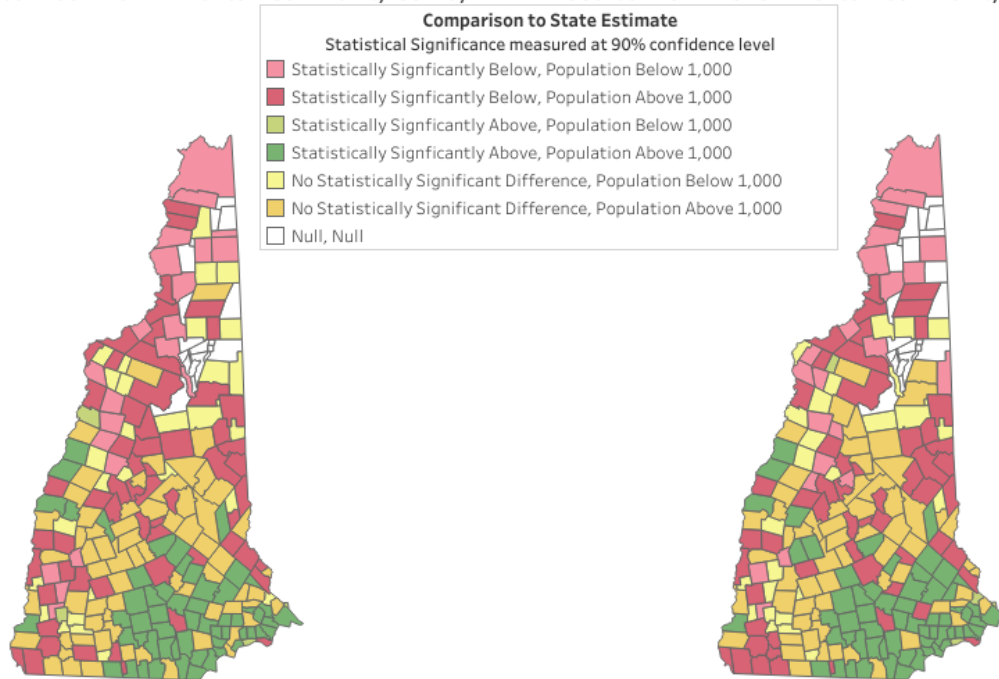 Comparison to State Estimate
Statistical Significance measured at 90% confidence level
Statistically Signficantly Below, Population Below 1,000
Statistically Signficantly Below, Population Above 1,000
Statistically Signficantly Above, Population Below 1,000
Statistically Signficantly Above, Population Above 1,000
No Statistically Significant Difference, Population Below 1,000
No Statistically Significant Difference, Population Above 1,000
Null, Null